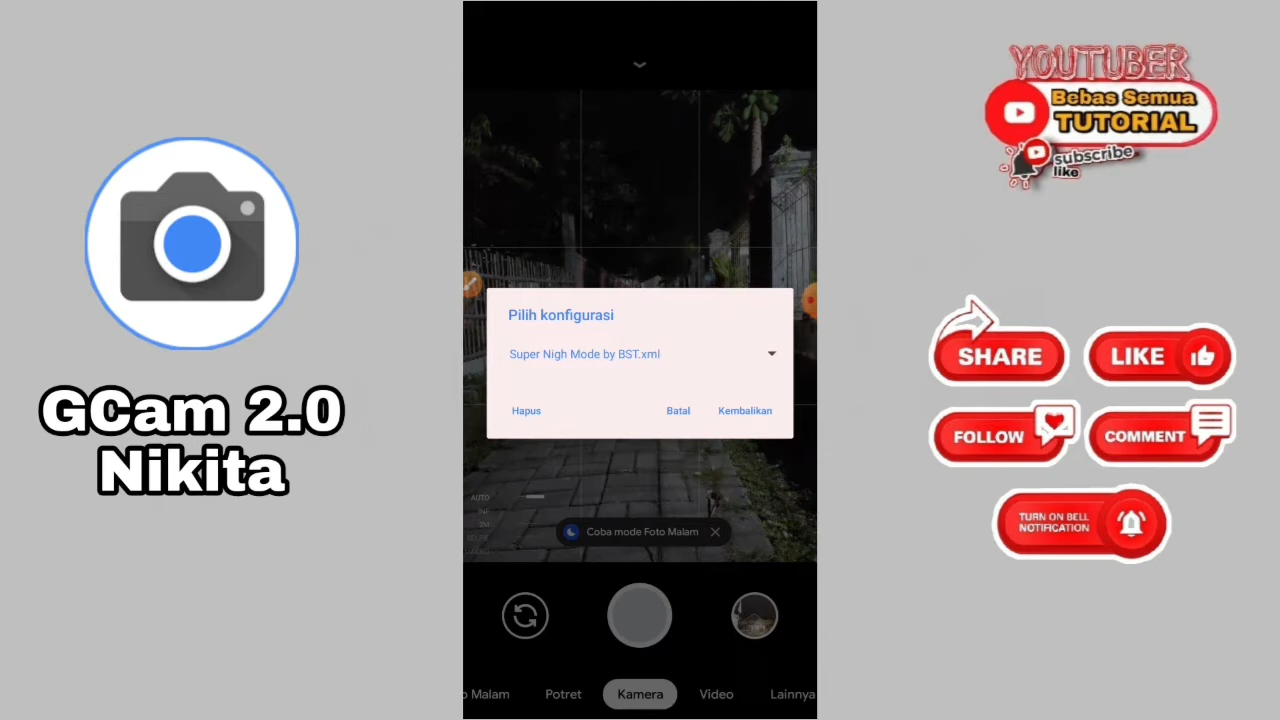 GCam 2.0
Nikita
Pilih konfigurasi
Super Nigh Mode by BST.xml
Hapus
Batal
Kembalikan
AUTO
INF
2M
Coba mode Foto Malam
o Malam
Potret
Kamera
Video
Lainnya
YOUTUBER
Bebas Semua
TUTORIAL
subscribe
like
SHARE
LIKE
FOLLOW
COMMENT
TURN ON BELL
NOTIFICATION